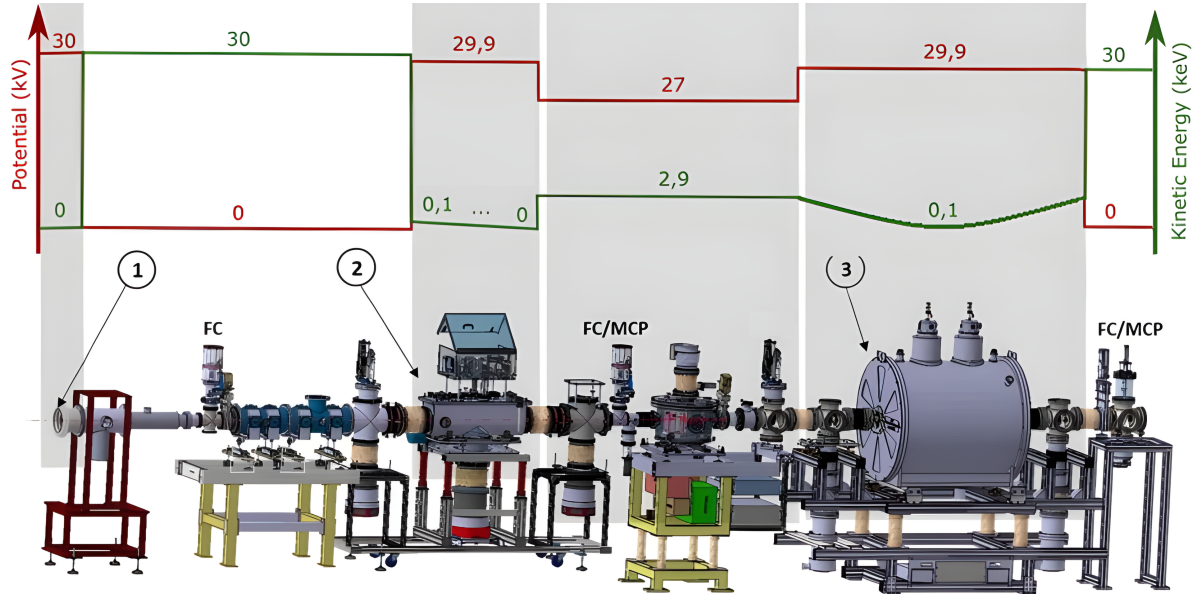 Potential (kV)
30
30
29,9
27
29,9
30
0
0
0,1 ... 0
2,9
0,1
0
Kinetic Energy (keV)
1
2
3
FC
FC/MCP
FC/MCP